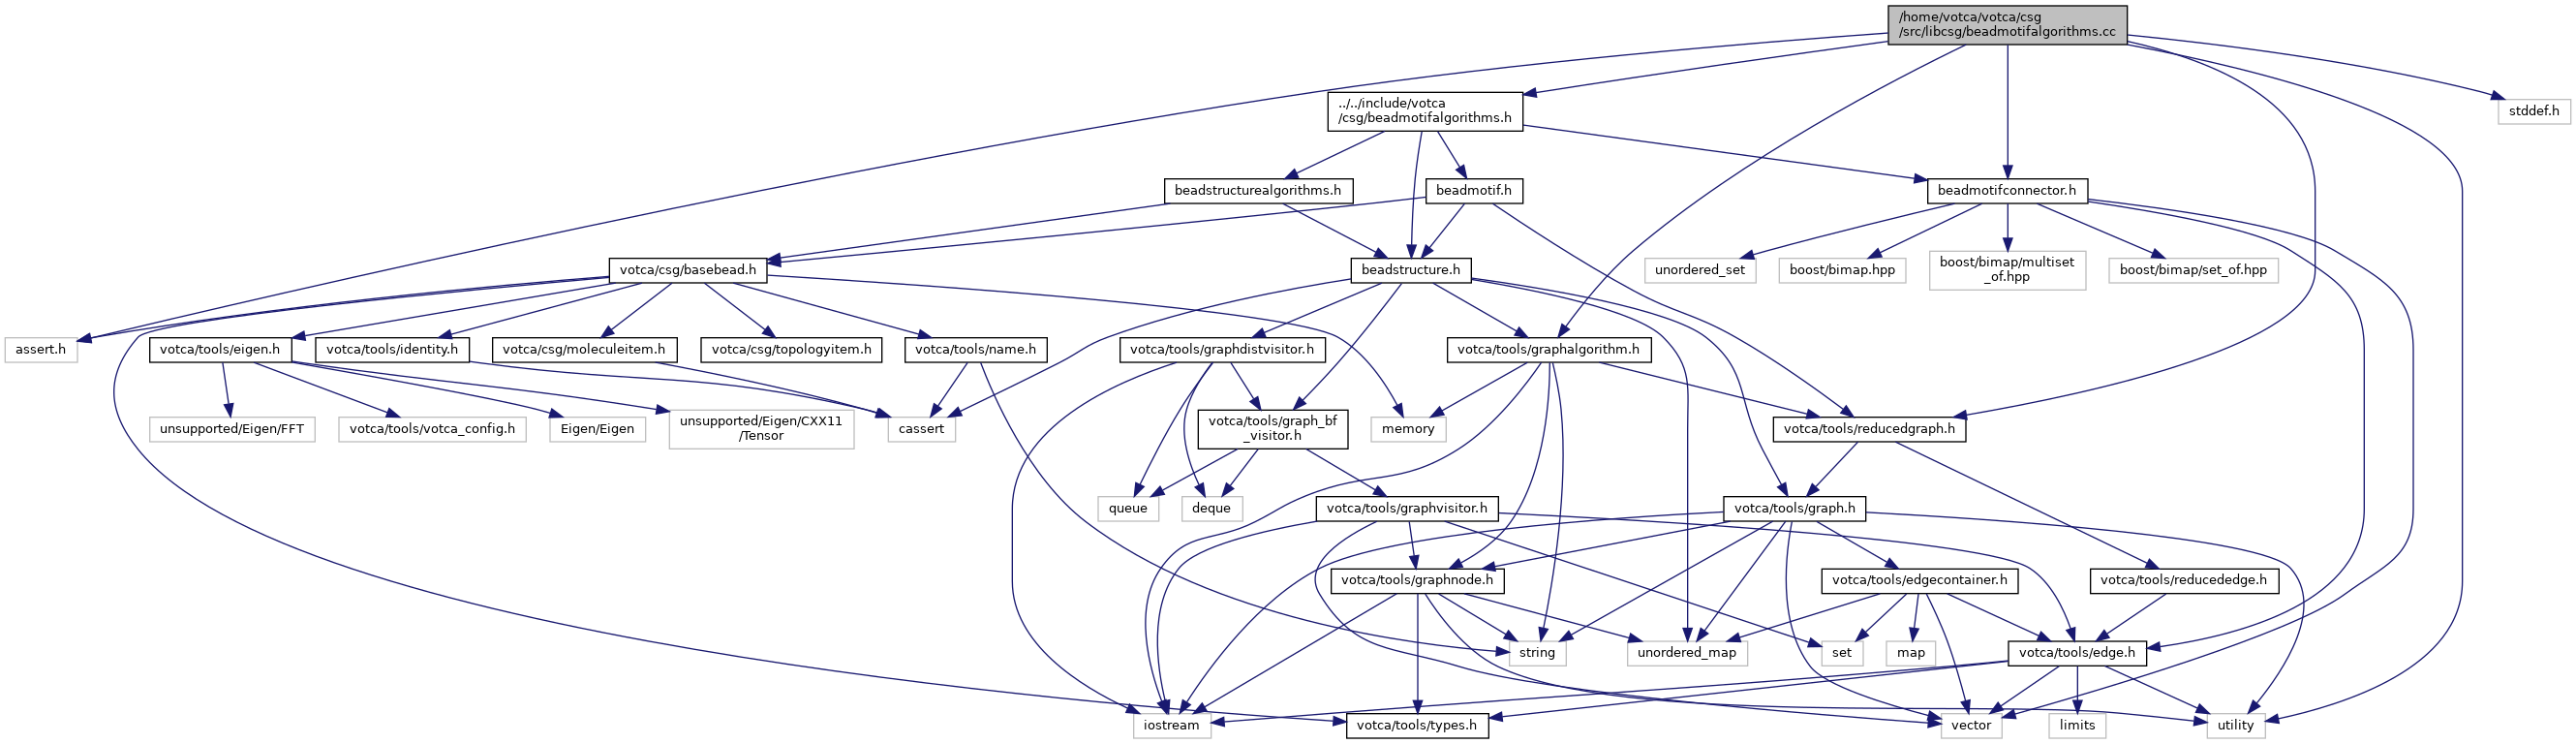 /home/votca/votca/csg
/src/libcsg/beadmotifalgorithms.cc
../../include/votca
/csg/beadmotifalgorithms.h
stddef.h
beadstructurealgorithms.h
beadmotif.h
beadmotifconnector.h
votca/csg/basebead.h
beadstructure.h
unordered_set
boost/bimap.hpp
boost/bimap/multiset
_of.hpp
boost/bimap/set_of.hpp
assert.h
votca/tools/eigen.h
votca/tools/identity.h
votca/csg/moleculeitem.h
votca/csg/topologyitem.h
votca/tools/name.h
votca/tools/graphdistvisitor.h
votca/tools/graphalgorithm.h
unsupported/Eigen/FFT
votca/tools/votca_config.h
Eigen/Eigen
unsupported/Eigen/CXX11
/Tensor
cassert
votca/tools/graph_bf
_visitor.h
memory
votca/tools/reducedgraph.h
queue
deque
votca/tools/graphvisitor.h
votca/tools/graph.h
votca/tools/graphnode.h
votca/tools/edgecontainer.h
votca/tools/reducededge.h
string
unordered_map
set
map
votca/tools/edge.h
iostream
votca/tools/types.h
vector
limits
utility